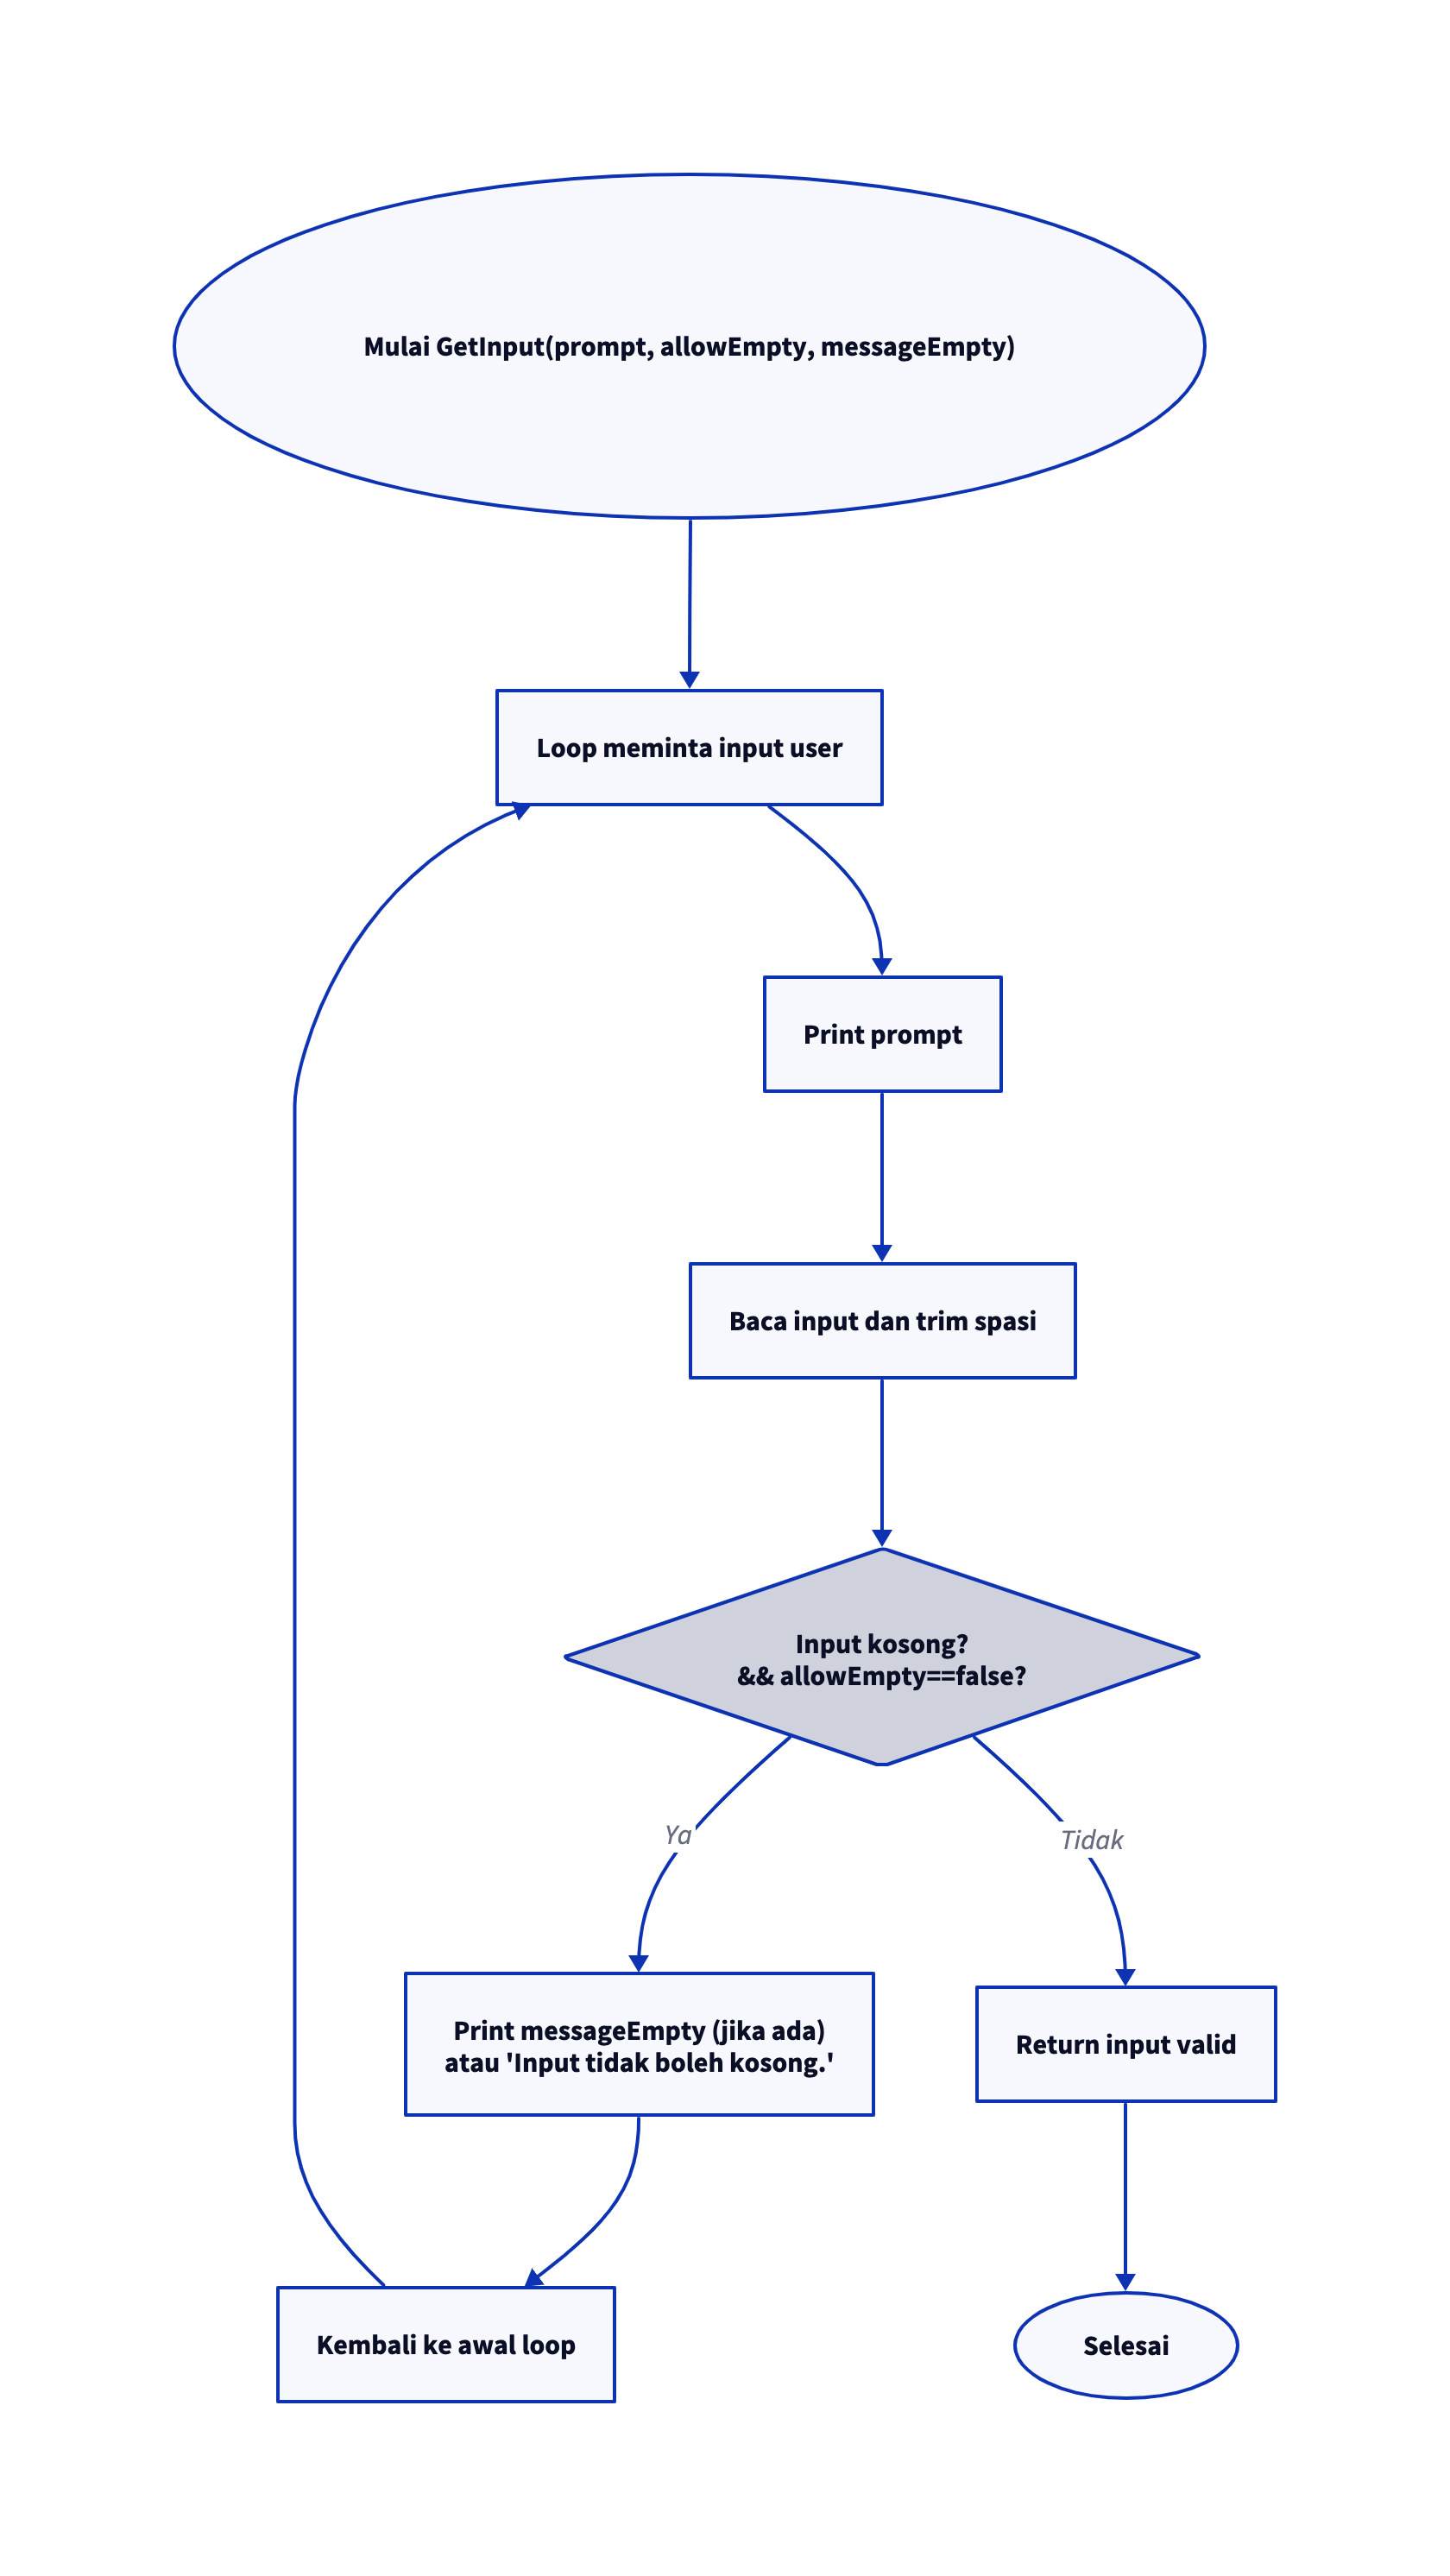 Mulai GetInput(prompt, allowEmpty, messageEmpty)
Loop meminta input user
Print prompt
Baca input dan trim spasi
Input kosong?
&& allowEmpty==false?
Ya
Tidak
Print messageEmpty (jika ada)
atau 'Input tidak boleh kosong.'
Return input valid
Kembali ke awal loop
Selesai